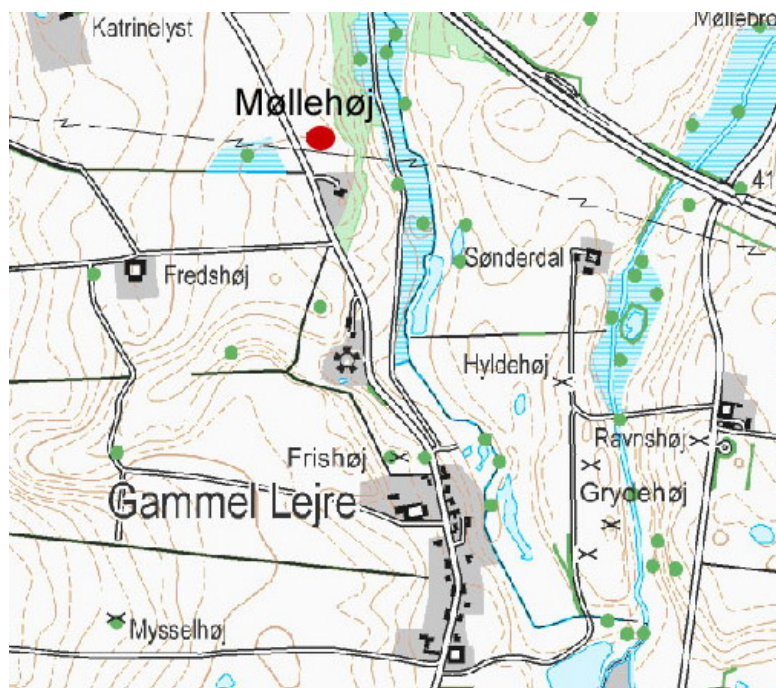 Katrinelyst
Møllebro
Møllehøj
41
Fredshøj
Sønderdal
Hyldehøj
Ravnshøj
Frishøj
Grydehøj
Gammel Lejre
Mysselhøj